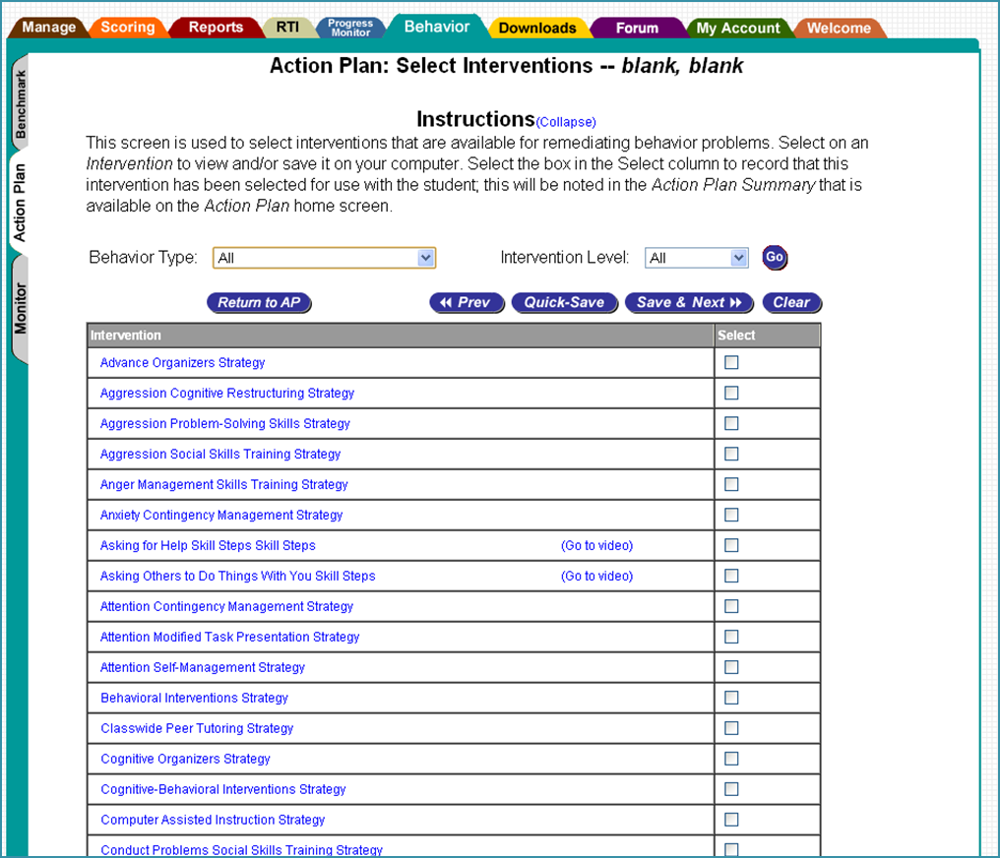 Manage Scoring Reports RTI Progress Monitor Behavior Downloads Forum My Account Welcome
Benchmark
Action Plan
Monitor
Action Plan: Select Interventions -- blank, blank
Instructions(Collapse)
This screen is used to select interventions that are available for remediating behavior problems. Select on an
Intervention to view and/or save it on your computer. Select the box in the Select column to record that this
intervention has been selected for use with the student; this will be noted in the Action Plan Summary that is
available on the Action Plan home screen.
Behavior Type: All Intervention Level: All Go
Return to AP Prev Quick-Save Save & Next Clear
Intervention Select
Advance Organizers Strategy
Aggression Cognitive Restructuring Strategy
Aggression Problem-Solving Skills Strategy
Aggression Social Skills Training Strategy
Anger Management Skills Training Strategy
Anxiety Contingency Management Strategy
Asking for Help Skill Steps Skill Steps (Go to video)
Asking Others to Do Things With You Skill Steps (Go to video)
Attention Contingency Management Strategy
Attention Modified Task Presentation Strategy
Attention Self-Management Strategy
Behavioral Interventions Strategy
Classwide Peer Tutoring Strategy
Cognitive Organizers Strategy
Cognitive-Behavioral Interventions Strategy
Computer Assisted Instruction Strategy
Conduct Problems Social Skills Training Strategy